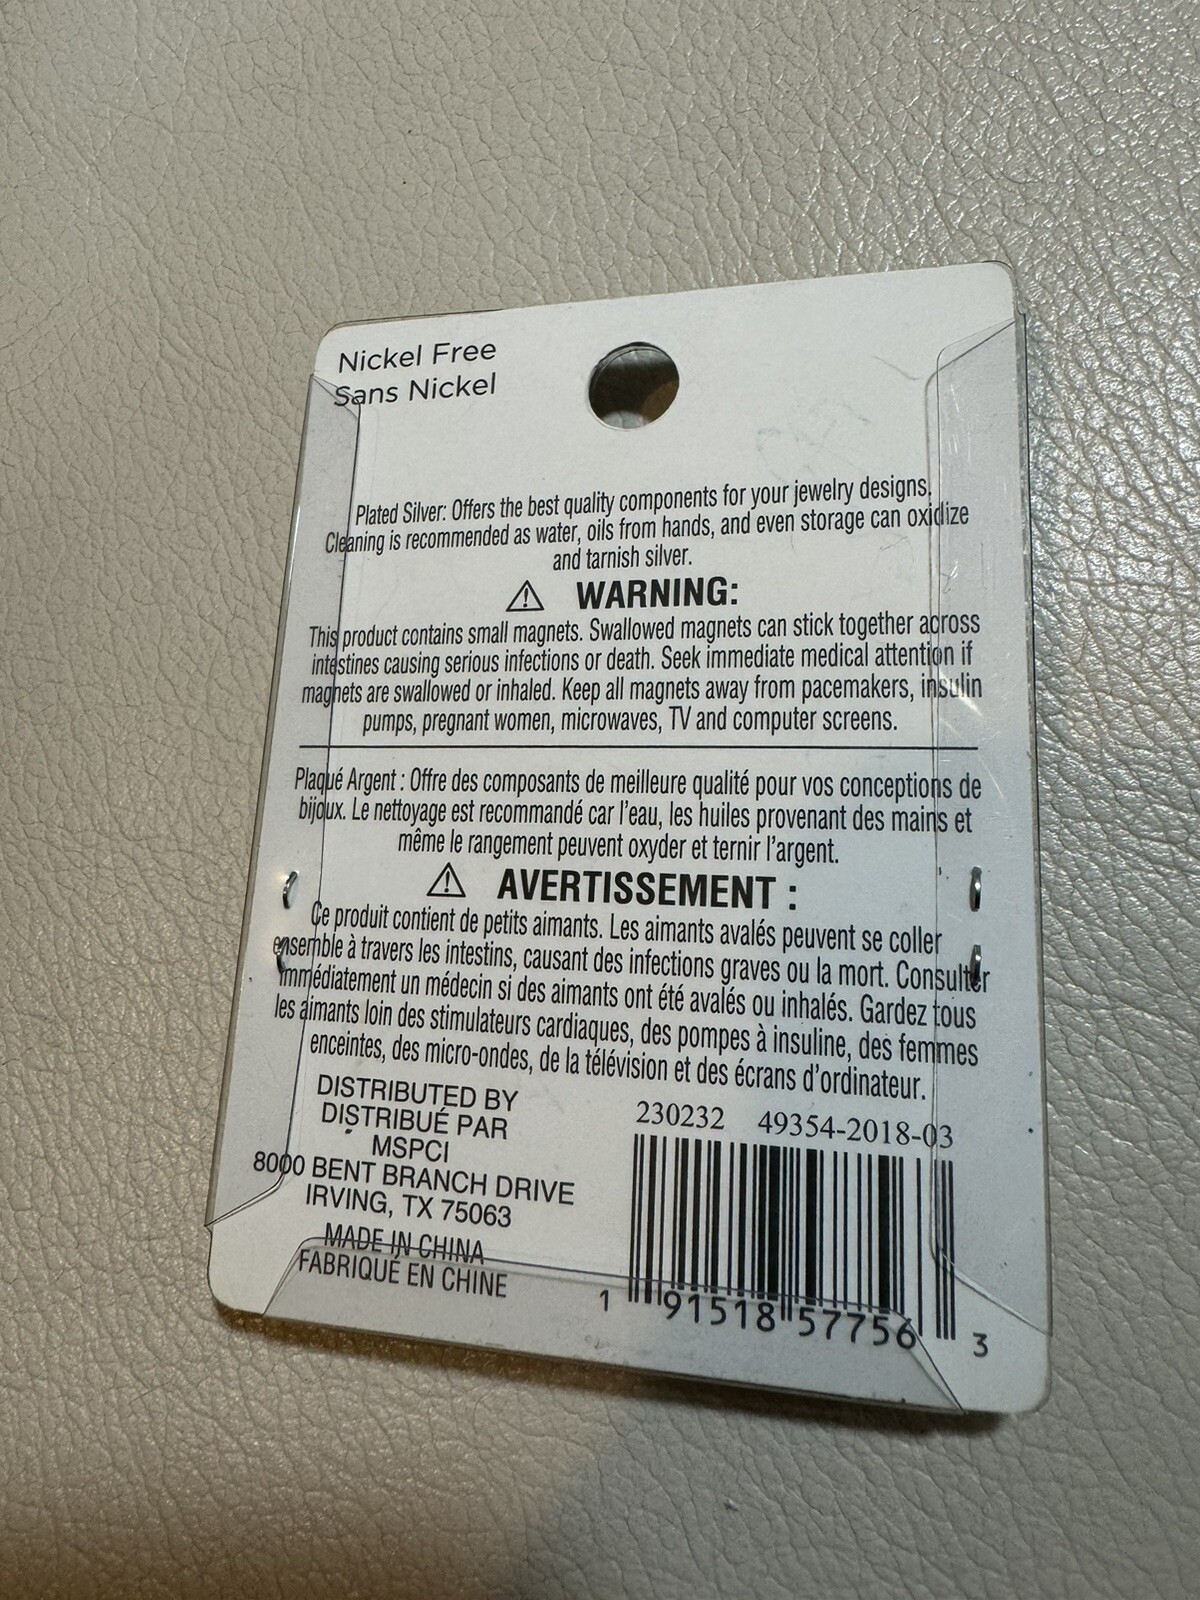 Nickel Free
Sans Nickel
Plated Silver: Offers the best quality components for your jewelry designs.
Cleaning is recommended as water, oils from hands, and even storage can oxidize
and tarnish silver.
⚠ WARNING:
This product contains small magnets. Swallowed magnets can stick together across
intestines causing serious infections or death. Seek immediate medical attention if
magnets are swallowed or inhaled. Keep all magnets away from pacemakers, insulin
pumps, pregnant women, microwaves, TV and computer screens.
Plaqué Argent : Offre des composants de meilleure qualité pour vos conceptions de
bijoux. Le nettoyage est recommandé car l'eau, les huiles provenant des mains et
même le rangement peuvent oxyder et ternir l'argent.
⚠ AVERTISSEMENT :
Ce produit contient de petits aimants. Les aimants avalés peuvent se coller
ensemble à travers les intestins, causant des infections graves ou la mort. Consulter
immédiatement un médecin si des aimants ont été avalés ou inhalés. Gardez tous
les aimants loin des stimulateurs cardiaques, des pompes à insuline, des femmes
enceintes, des micro-ondes, de la télévision et des écrans d'ordinateur.
DISTRIBUTED BY
DISTRIBUÉ PAR
MSPCI
8000 BENT BRANCH DRIVE
IRVING, TX 75063
MADE IN CHINA
FABRIQUÉ EN CHINE
230232 49354-2018-03
1 91518 57756 3